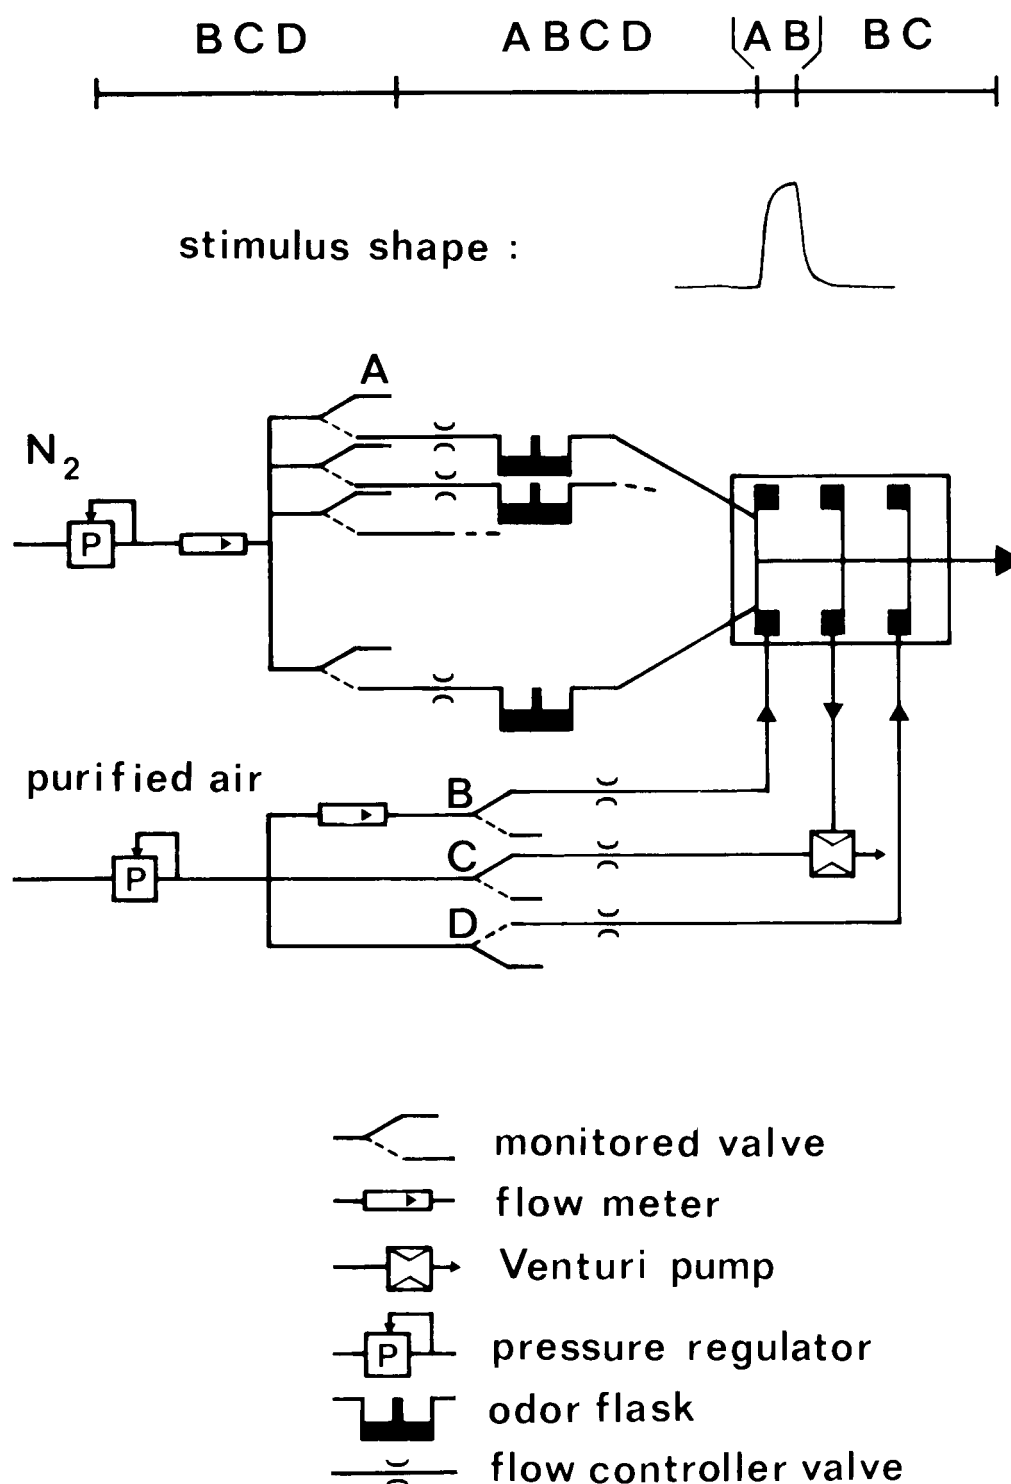 BCD ABCD AB BC
stimulus shape :
A
N2
P
purified air
B
P
C
D
monitored valve
flow meter
Venturi pump
P
pressure regulator
odor flask
flow controller valve